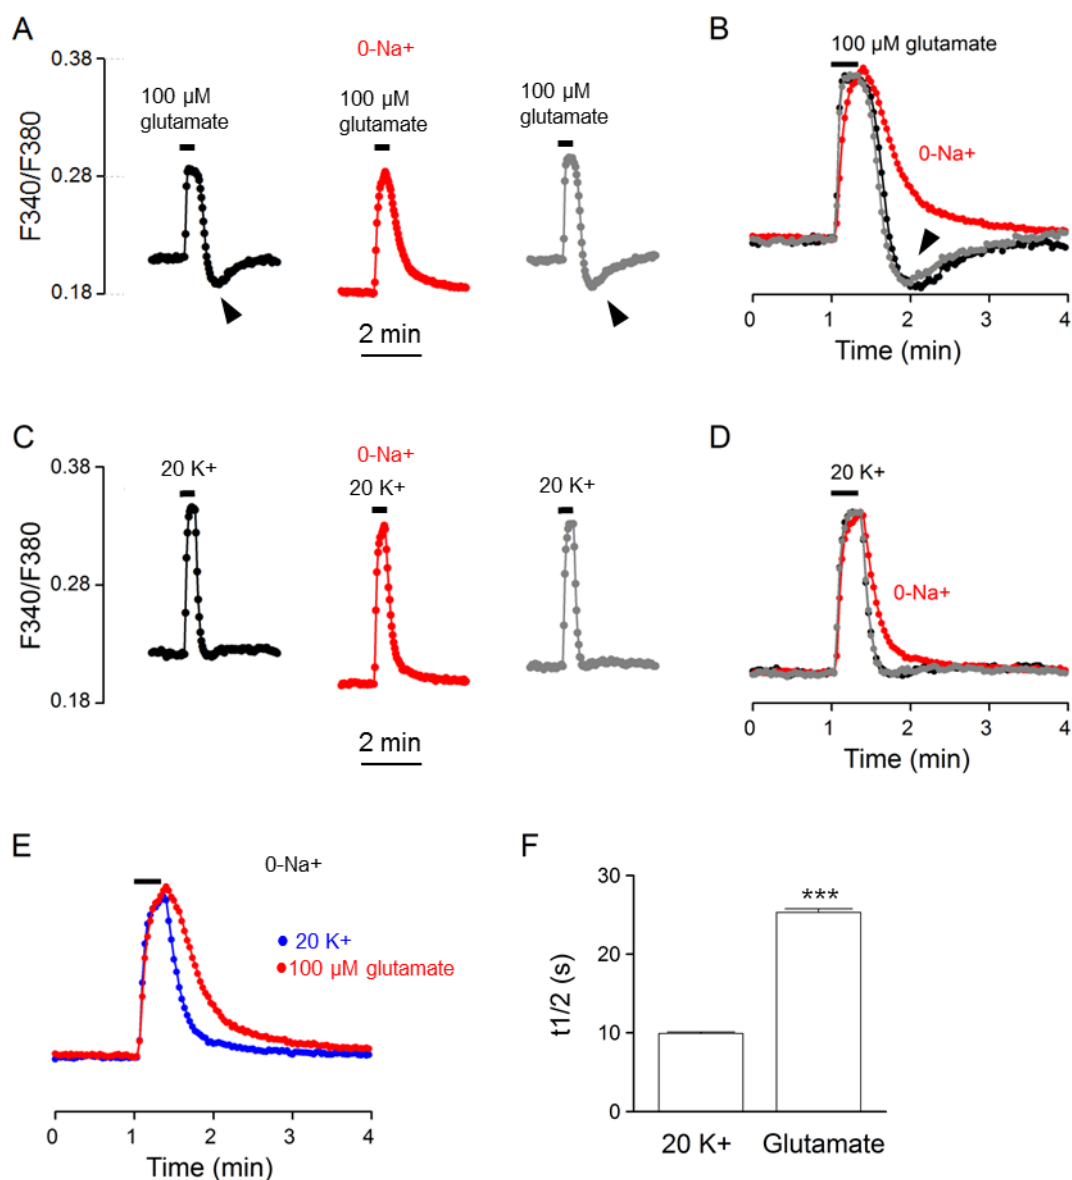 A
B
0-Na+
100 µM glutamate
0.38
100 µM
glutamate
100 µM
glutamate
100 µM
glutamate
F340/F380
0.28
0-Na+
0.18
2 min
0 1 2 3 4
Time (min)
C
D
0.38
0-Na+
20 K+
20 K+
20 K+
20 K+
F340/F380
0.28
0-Na+
0.18
2 min
0 1 2 3 4
Time (min)
E
0-Na+
20 K+
100 µM glutamate
0 1 2 3 4
Time (min)
F
30
***
20
t1/2 (s)
10
0
20 K+ Glutamate